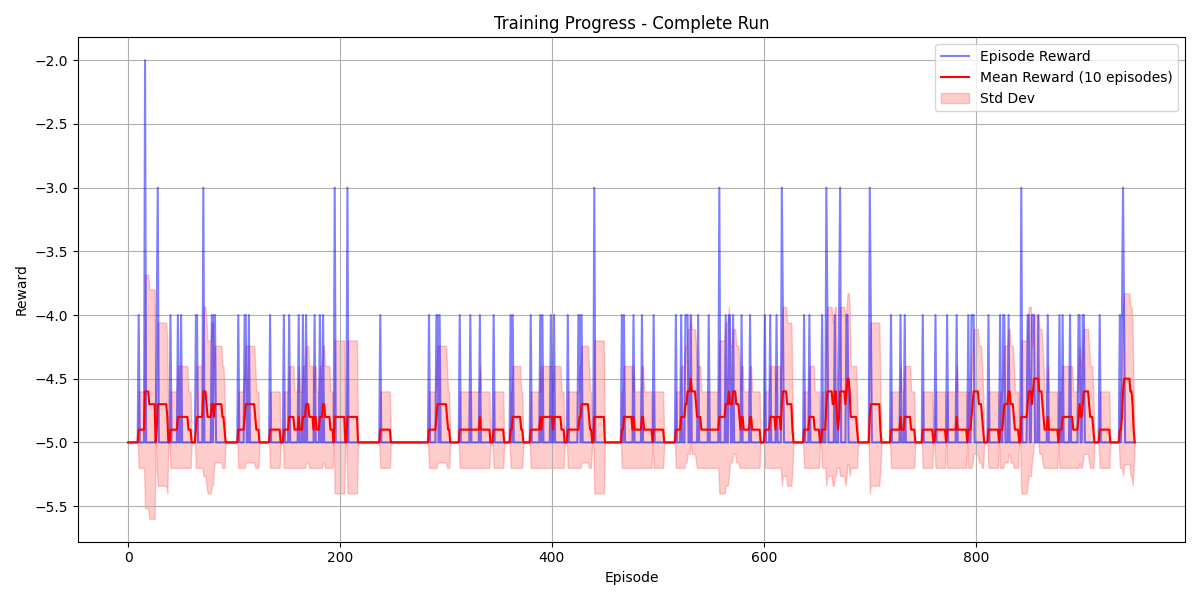 Training Progress - Complete Run
Episode Reward
Mean Reward (10 episodes)
Std Dev
Reward
−2.0
−2.5
−3.0
−3.5
−4.0
−4.5
−5.0
−5.5
0 200 400 600 800
Episode